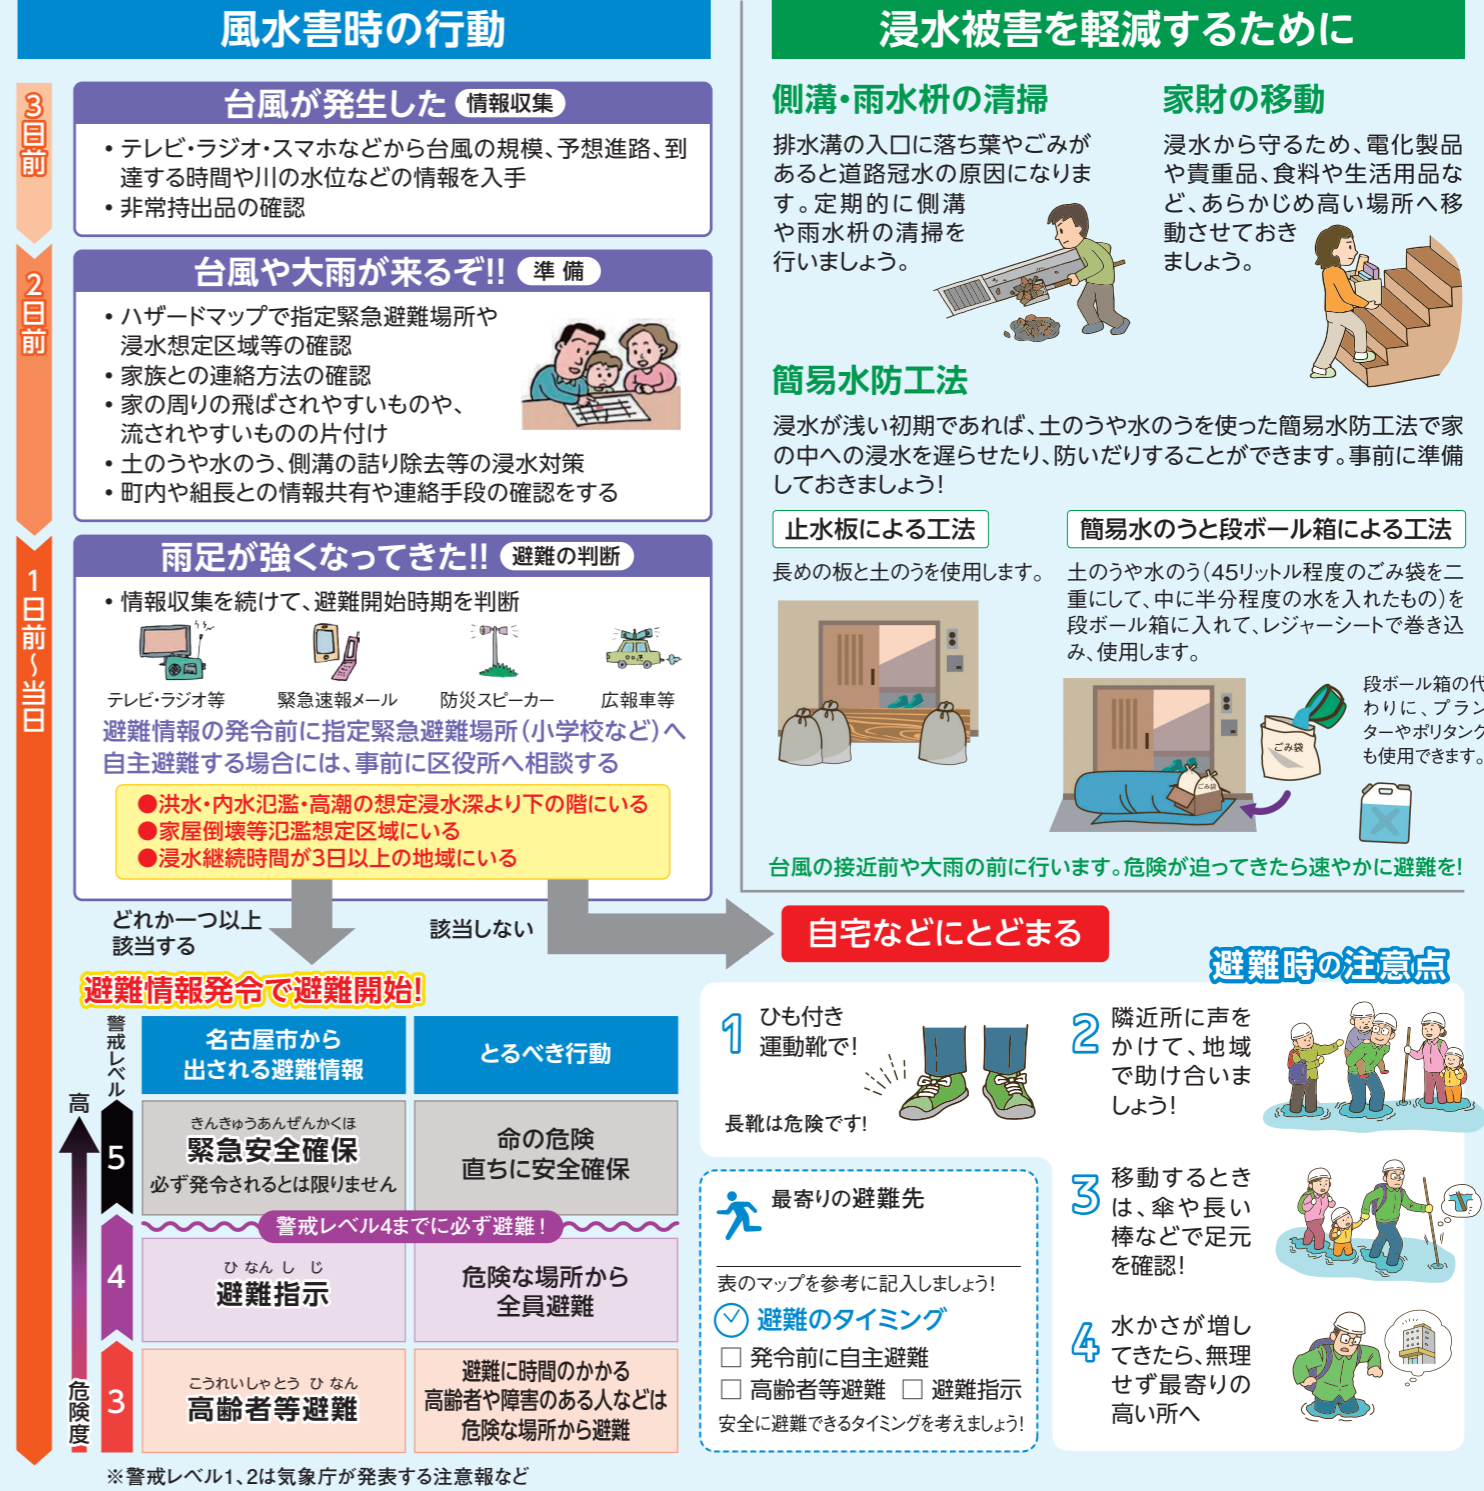 風水害時の行動
3日前
台風が発生した 情報収集
• テレビ・ラジオ・スマホなどから台風の規模、予想進路、到
達する時間や川の水位などの情報を入手
• 非常持出品の確認
2日前
台風や大雨が来るぞ!! 準備
• ハザードマップで指定緊急避難場所や
浸水想定区域等の確認
• 家族との連絡方法の確認
• 家の周りの飛ばされやすいものや、
流されやすいものの片付け
• 土のうや水のう、側溝の詰り除去等の浸水対策
• 町内や組長との情報共有や連絡手段の確認をする
1日前～当日
雨足が強くなってきた!! 避難の判断
• 情報収集を続けて、避難開始時期を判断
テレビ・ラジオ等 緊急速報メール 防災スピーカー 広報車等
避難情報の発令前に指定緊急避難場所(小学校など)へ
自主避難する場合には、事前に区役所へ相談する
●洪水・内水氾濫・高潮の想定浸水深より下の階にいる
●家屋倒壊等氾濫想定区域にいる
●浸水継続時間が3日以上の地域にいる
どれか一つ以上
該当する
該当しない
自宅などにとどまる
避難情報発令で避難開始!
警戒レベル
名古屋市から
出される避難情報
とるべき行動
高
危険度
5
きんきゅうあんぜんかくほ
緊急安全確保
必ず発令されるとは限りません
命の危険
直ちに安全確保
警戒レベル4までに必ず避難!
4
ひなんしじ
避難指示
危険な場所から
全員避難
3
こうれいしゃとうひなん
高齢者等避難
避難に時間のかかる
高齢者や障害のある人などは
危険な場所から避難
※警戒レベル1、2は気象庁が発表する注意報など
浸水被害を軽減するために
側溝・雨水枡の清掃
排水溝の入口に落ち葉やごみが
あると道路冠水の原因になりま
す。定期的に側溝
や雨水枡の清掃を
行いましょう。
家財の移動
浸水から守るため、電化製品
や貴重品、食料や生活用品な
ど、あらかじめ高い場所へ移
動させておき
ましょう。
簡易水防工法
浸水が浅い初期であれば、土のうや水のうを使った簡易水防工法で家
の中への浸水を遅らせたり、防いだりすることができます。事前に準備
しておきましょう!
止水板による工法
長めの板と土のうを使用します。
簡易水のうと段ボール箱による工法
土のうや水のう(45リットル程度のごみ袋を二
重にして、中に半分程度の水を入れたもの)を
段ボール箱に入れて、レジャーシートで巻き込
み、使用します。
ごみ袋
ごみ袋
段ボール箱の代
わりに、プラン
ターやポリタンク
も使用できます。
台風の接近前や大雨の前に行います。危険が迫ってきたら速やかに避難を!
避難時の注意点
1 ひも付き
運動靴で!
長靴は危険です!
2 隣近所に声を
かけて、地域
で助け合いま
しょう!
3 移動するとき
は、傘や長い
棒などで足元
を確認!
4 水かさが増し
てきたら、無理
せず最寄りの
高い所へ
最寄りの避難先
表のマップを参考に記入しましょう!
避難のタイミング
□ 発令前に自主避難
□ 高齢者等避難 □ 避難指示
安全に避難できるタイミングを考えましょう!